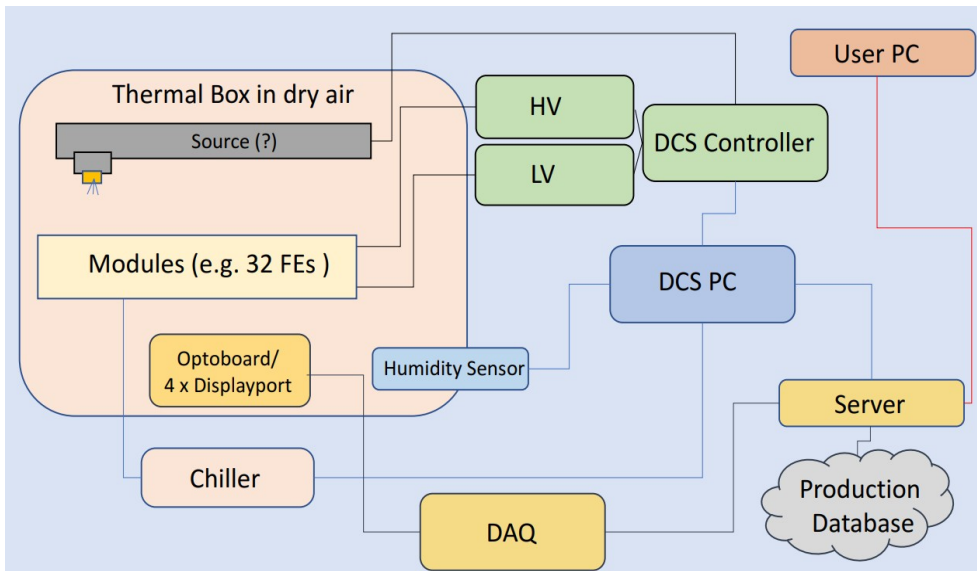 User PC
Thermal Box in dry air
HV
Source (?)
DCS Controller
LV
Modules (e.g. 32 FEs )
DCS PC
Optoboard/
4 x Displayport
Humidity Sensor
Server
Chiller
Production
Database
DAQ